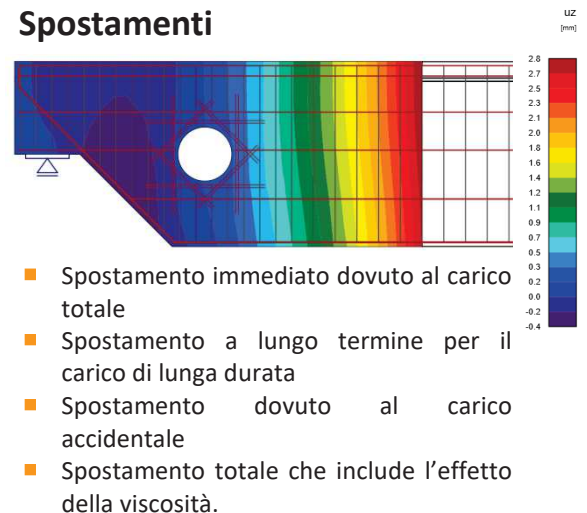 Spostamenti
uz
[mm]
2.8
2.7
2.5
2.3
2.1
2.0
1.8
1.6
1.4
1.2
1.1
0.9
0.7
0.5
0.3
0.2
0.0
-0.2
-0.4
Spostamento immediato dovuto al carico
totale
Spostamento a lungo termine per il
carico di lunga durata
Spostamento dovuto al carico
accidentale
Spostamento totale che include l’effetto
della viscosità.